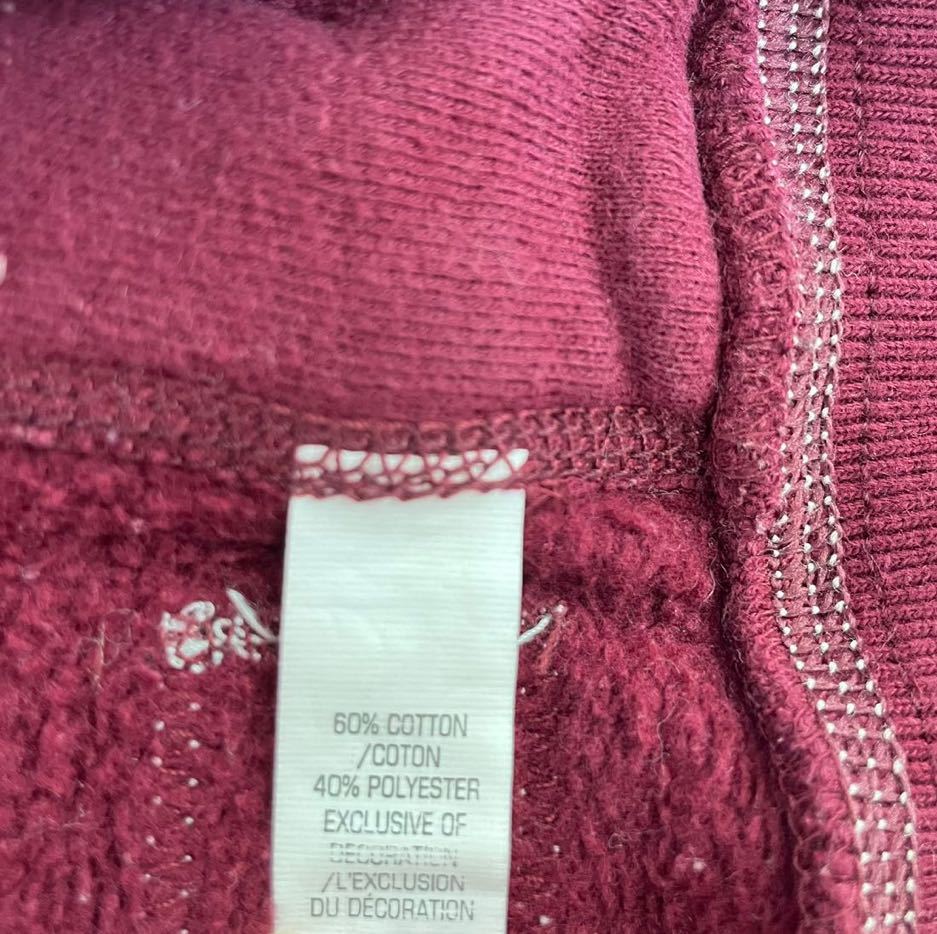 60% COTTON
/COTON
40% POLYESTER
EXCLUSIVE OF
DECORATION
/L'EXCLUSION
DU DÉCORATION